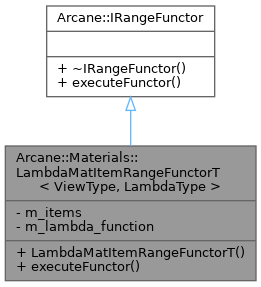 Arcane::IRangeFunctor
+ ~IRangeFunctor()
+ executeFunctor()
Arcane::Materials::
LambdaMatItemRangeFunctorT
< ViewType, LambdaType >
- m_items
- m_lambda_function
+ LambdaMatItemRangeFunctorT()
+ executeFunctor()